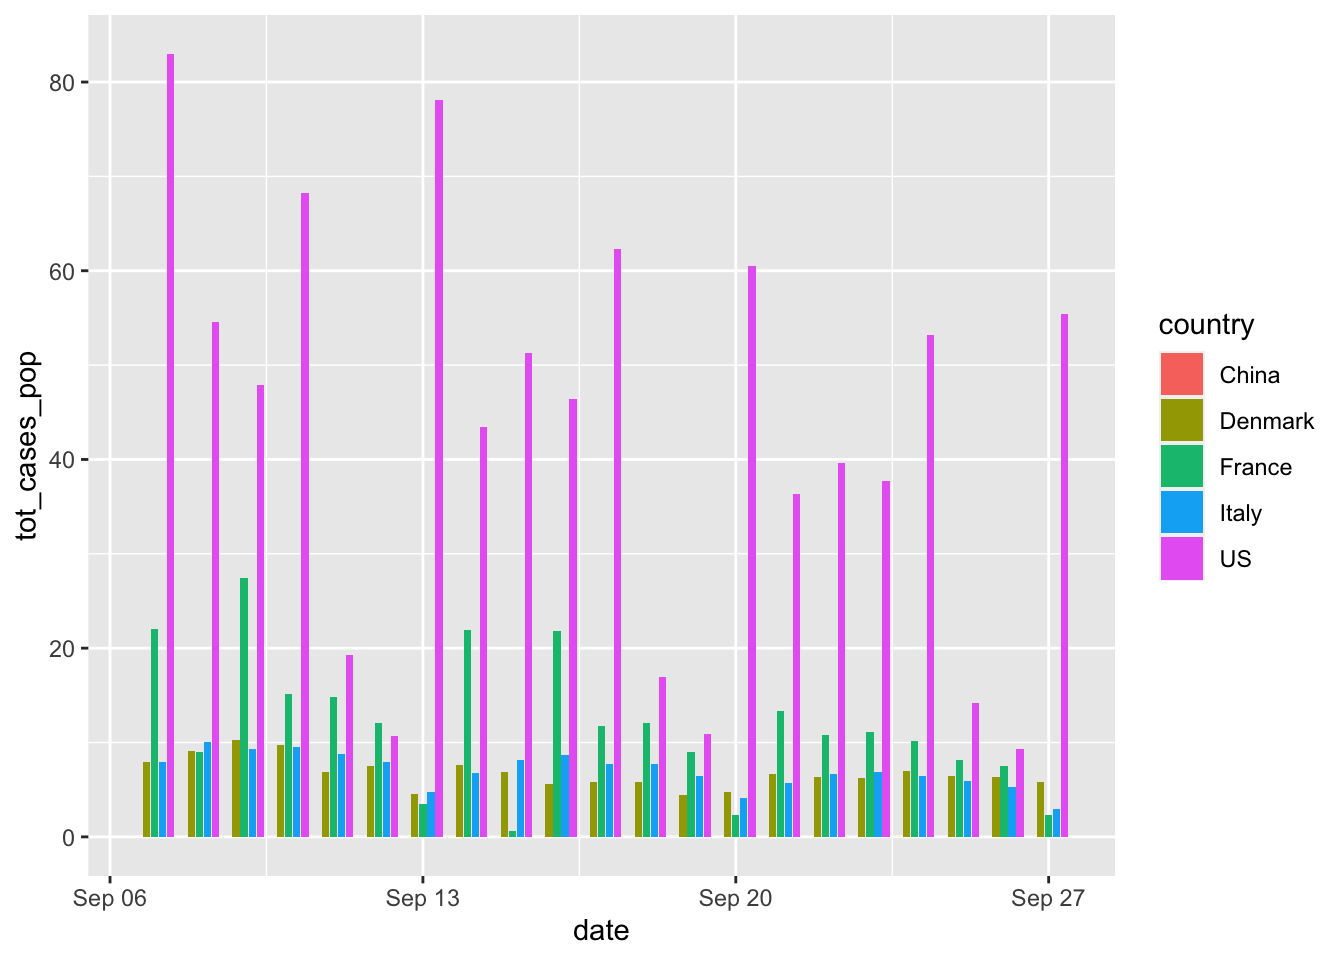 tot_cases_pop
80
60
40
20
0
Sep 06
Sep 13
Sep 20
Sep 27
date
country
China
Denmark
France
Italy
US